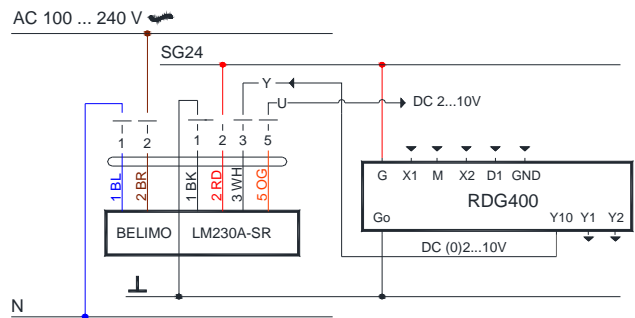 AC 100 ... 240 V
SG24
Y
U
DC 2...10V
1 2 1 2 3 5
G X1 M X2 D1 GND
1 BL
2 BR
1 BK
2 RD
3 WH
5 OG
RDG400
Go Y10 Y1 Y2
BELIMO LM230A-SR
DC (0)2...10V
N